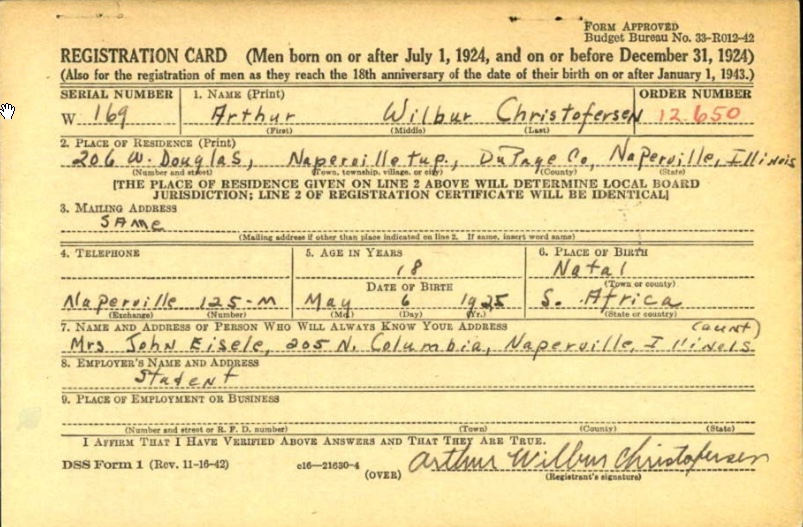 FORM APPROVED
Budget Bureau No. 33-R012-42
REGISTRATION CARD (Men born on or after July 1, 1924, and on or before December 31, 1924)
(Also for the registration of men as they reach the 18th anniversary of the date of their birth on or after January 1, 1943.)
SERIAL NUMBER 1. NAME (Print) ORDER NUMBER
W 169 Arthur Wilbur Christofersen 12650
(First) (Middle) (Last)
2. PLACE OF RESIDENCE (Print)
206 W. Douglas, Naperville twp., DuPage Co, Naperville, Illinois
(Number and street) (Town, township, village, or city) (County) (State)
[THE PLACE OF RESIDENCE GIVEN ON LINE 2 ABOVE WILL DETERMINE LOCAL BOARD
JURISDICTION; LINE 2 OF REGISTRATION CERTIFICATE WILL BE IDENTICAL]
3. MAILING ADDRESS
SAMe
(Mailing address if other than place indicated on line 2. If same, insert word same)
4. TELEPHONE 5. AGE IN YEARS 6. PLACE OF BIRTH
18 Natal
DATE OF BIRTH (Town or county)
Naperville 125-M May 6 1925 S. Africa
(Exchange) (Number) (Mo.) (Day) (Yr.) (State or country)
7. NAME AND ADDRESS OF PERSON WHO WILL ALWAYS KNOW YOUR ADDRESS (aunt)
Mrs John Eisele, 205 N. Columbia, Naperville, Illinois
8. EMPLOYER'S NAME AND ADDRESS
Student
9. PLACE OF EMPLOYMENT OR BUSINESS
(Number and street or R. F. D. number) (Town) (County) (State)
I AFFIRM THAT I HAVE VERIFIED ABOVE ANSWERS AND THAT THEY ARE TRUE.
DSS Form 1 (Rev. 11-16-42) c16—21630-4 (OVER) Arthur Wilbur Christofersen
(Registrant's signature)